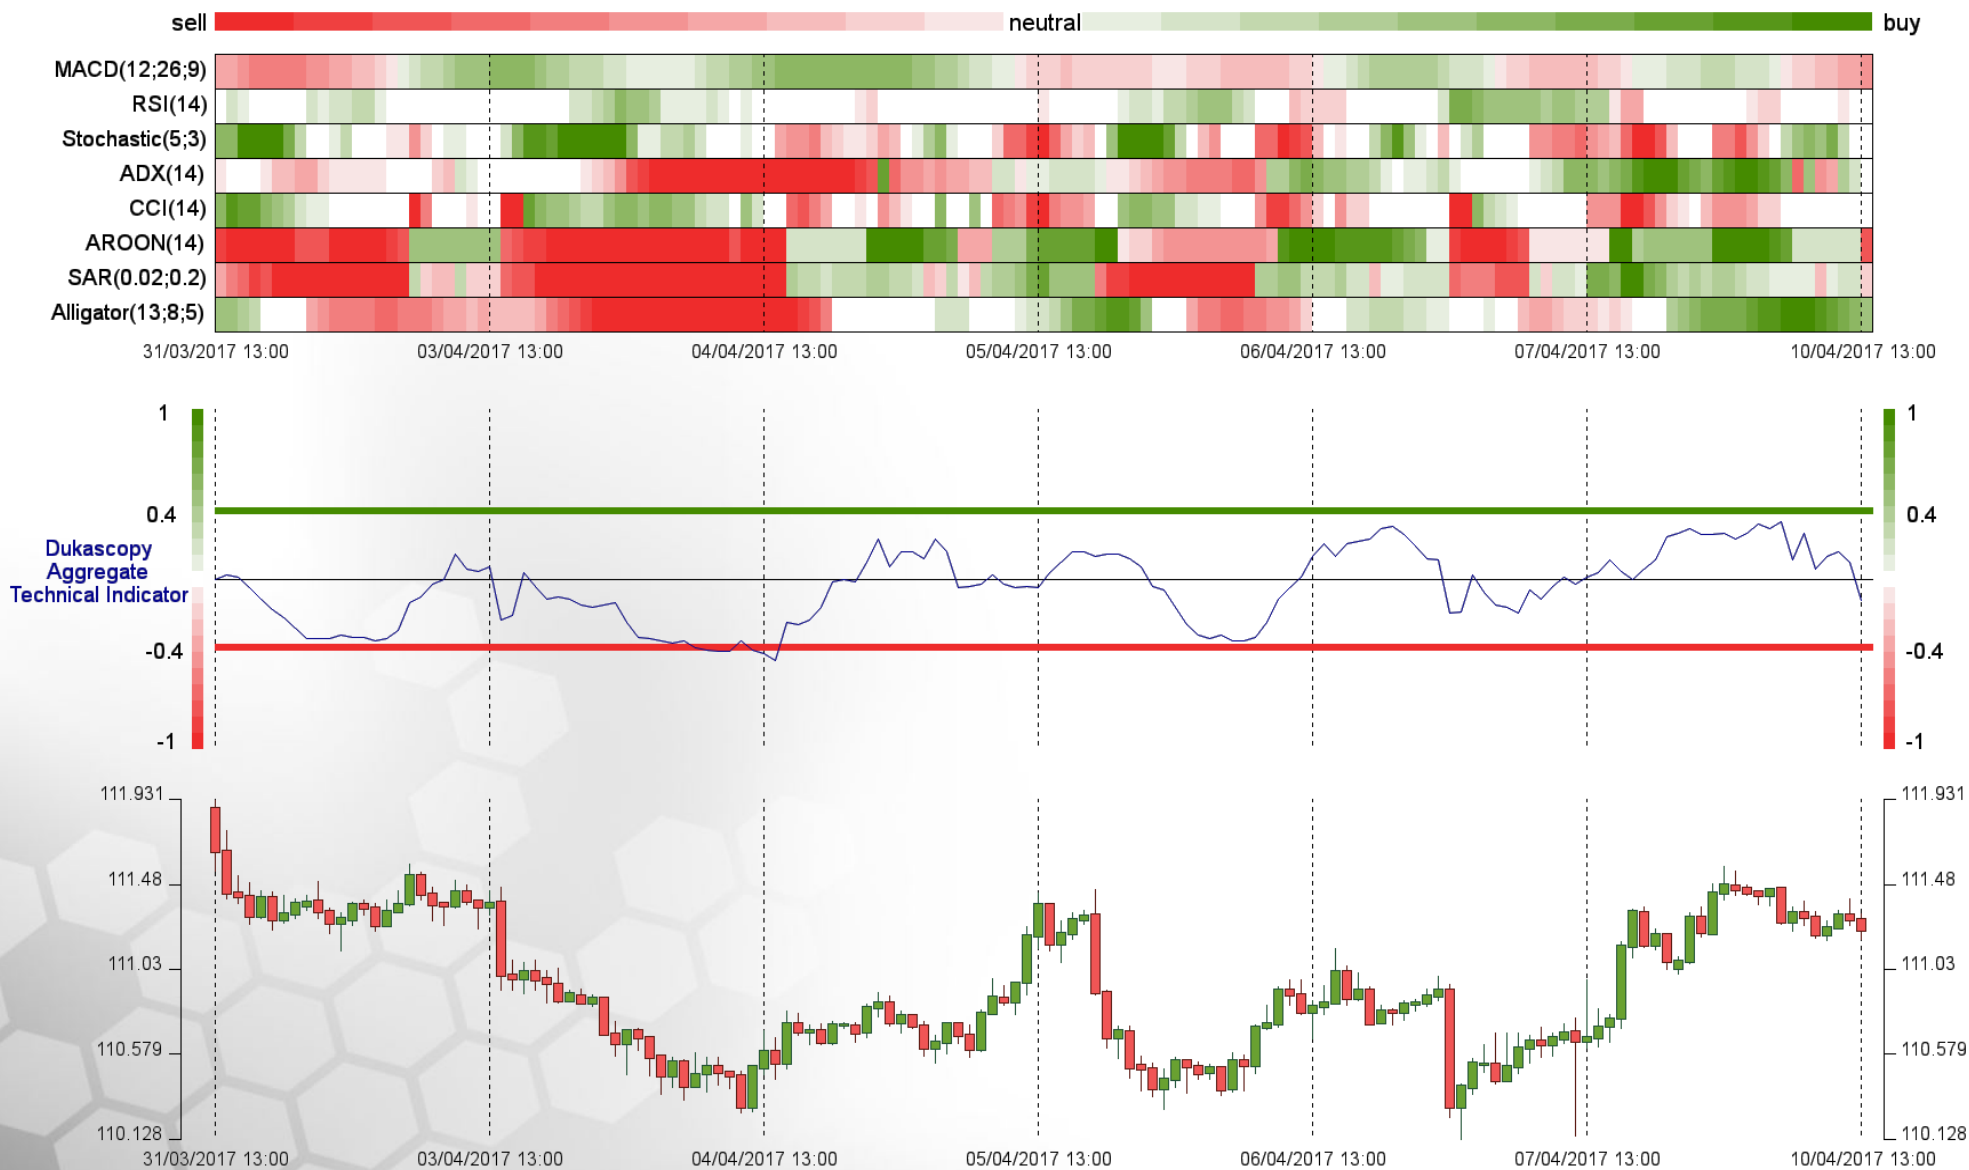 sell neutral buy
MACD(12;26;9)
RSI(14)
Stochastic(5;3)
ADX(14)
CCI(14)
AROON(14)
SAR(0.02;0.2)
Alligator(13;8;5)
31/03/2017 13:00 03/04/2017 13:00 04/04/2017 13:00 05/04/2017 13:00 06/04/2017 13:00 07/04/2017 13:00 10/04/2017 13:00
1 1
0.4 0.4
Dukascopy
Aggregate
Technical Indicator
-0.4 -0.4
-1 -1
111.931 111.931
111.48 111.48
111.03 111.03
110.579 110.579
110.128 110.128
31/03/2017 13:00 03/04/2017 13:00 04/04/2017 13:00 05/04/2017 13:00 06/04/2017 13:00 07/04/2017 13:00 10/04/2017 13:00